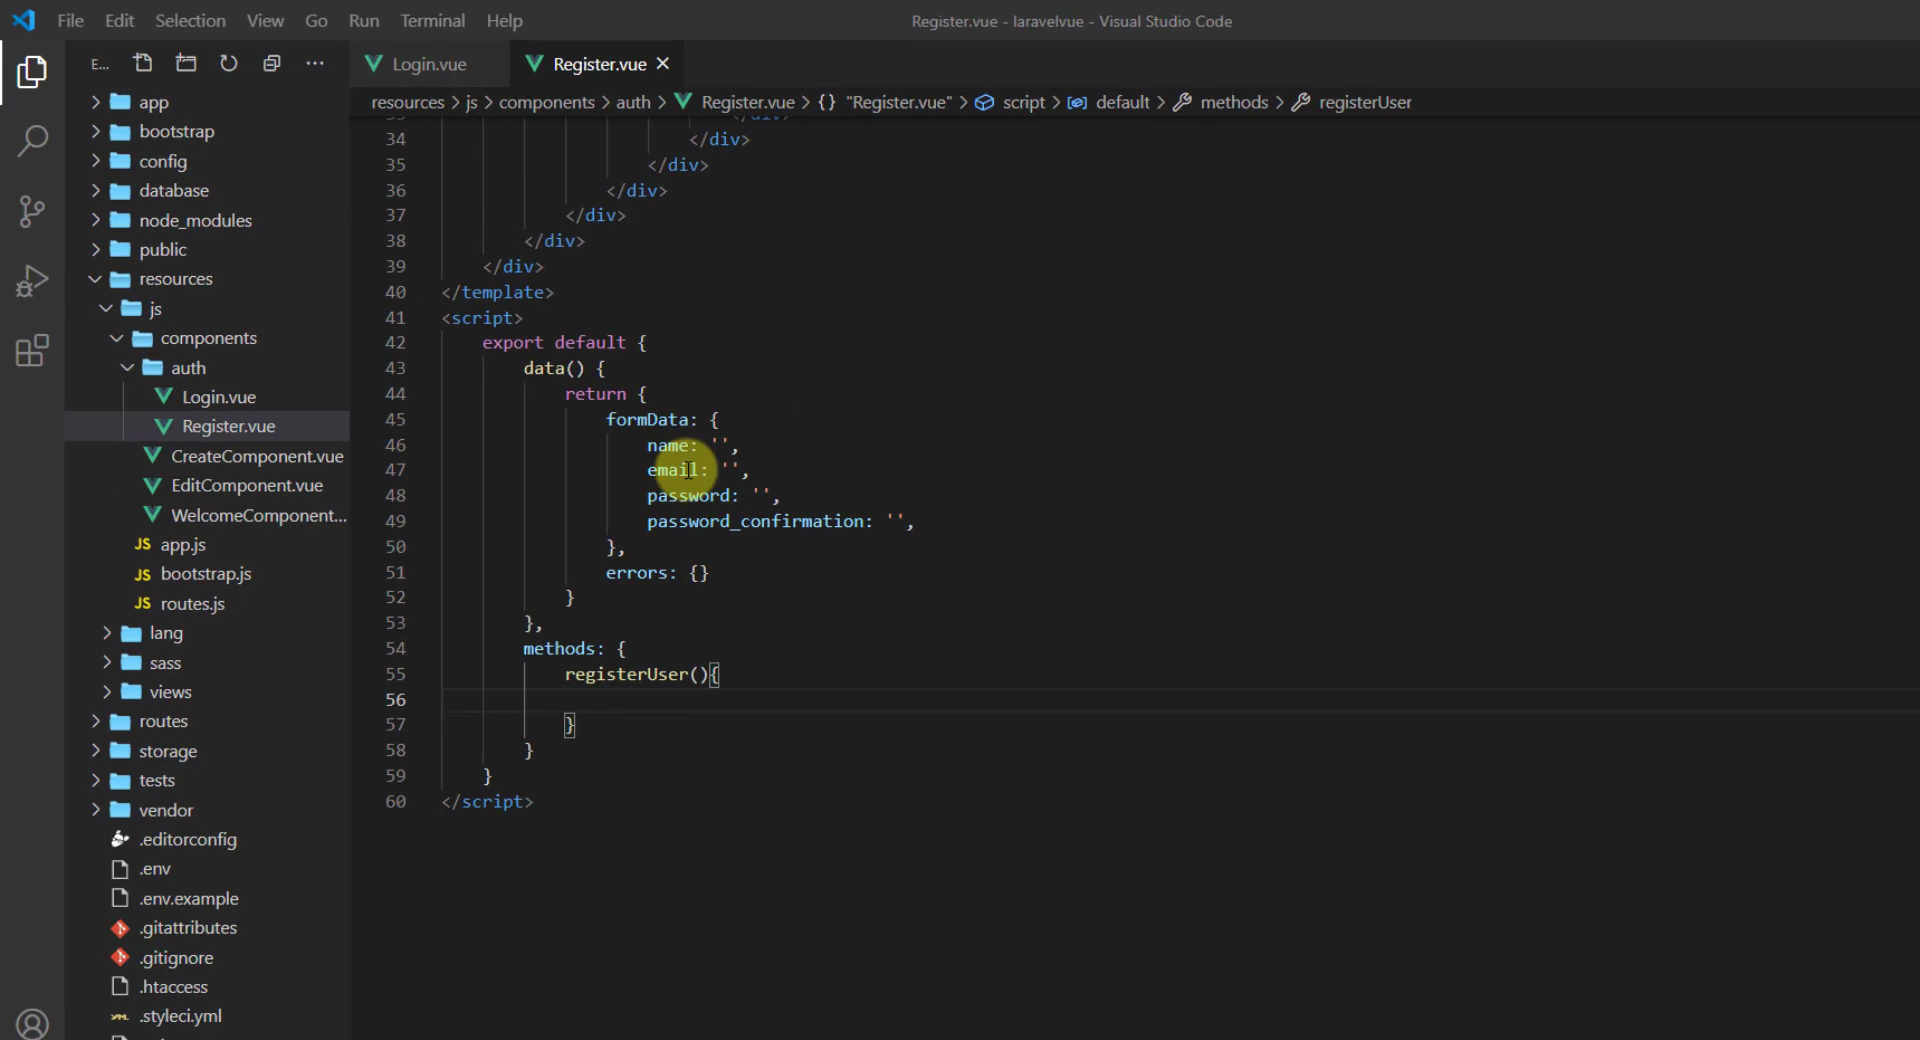 File Edit Selection View Go Run Terminal Help
Register.vue - laravelvue - Visual Studio Code
E...
Login.vue
Register.vue
resources > js > components > auth > Register.vue > {} "Register.vue" > script > default > methods > registerUser
app
bootstrap
config
database
node_modules
public
resources
js
components
auth
Login.vue
Register.vue
CreateComponent.vue
EditComponent.vue
WelcomeComponent...
JS app.js
JS bootstrap.js
JS routes.js
lang
sass
views
routes
storage
tests
vendor
.editorconfig
.env
.env.example
.gitattributes
.gitignore
.htaccess
.styleci.yml
33 </div>
34 </div>
35 </div>
36 </div>
37 </div>
38 </div>
39 </div>
40 </template>
41 <script>
42 export default {
43 data() {
44 return {
45 formData: {
46 name: '',
47 email: '',
48 password: '',
49 password_confirmation: '',
50 },
51 errors: {}
52 }
53 },
54 methods: {
55 registerUser(){
56
57 }
58 }
59 }
60 </script>